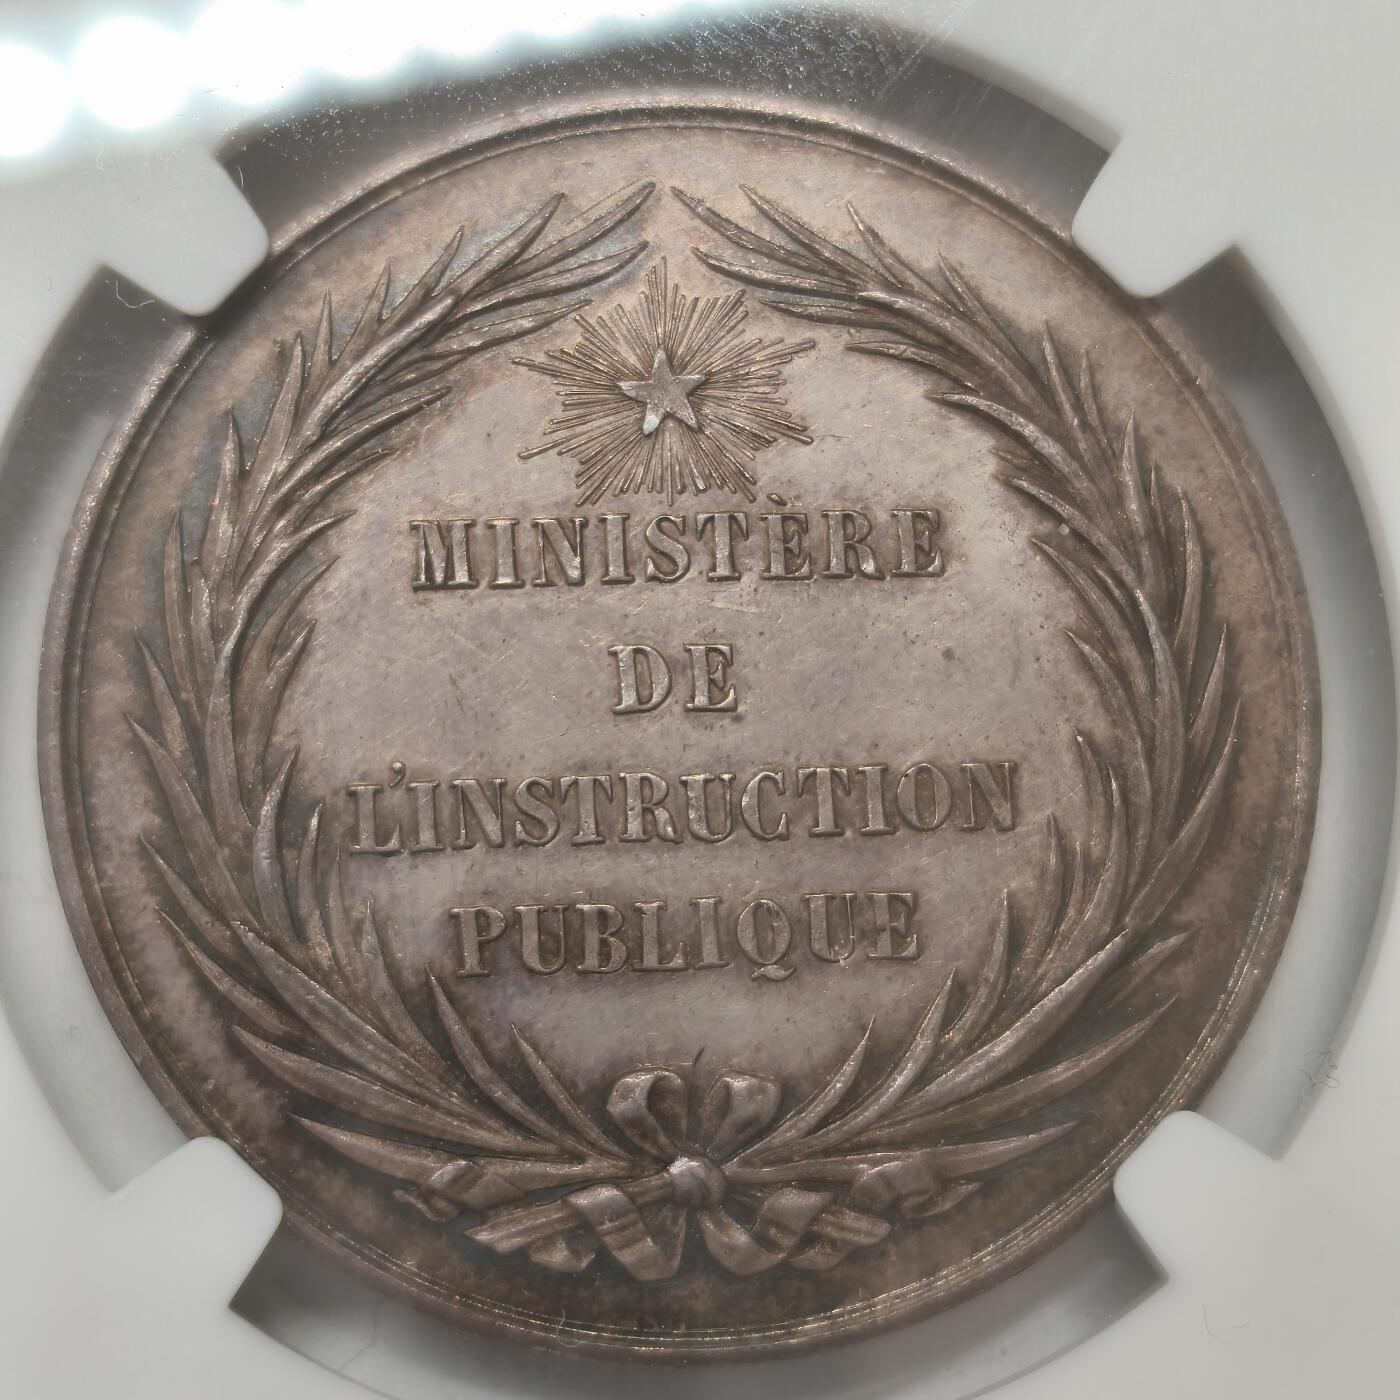 MINISTÈRE
DE
L'INSTRUCTION
PUBLIQUE